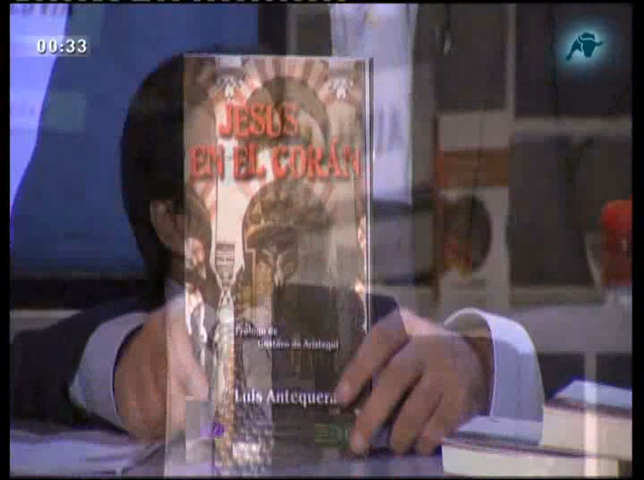 00:33
JESÚS
EN EL CORÁN
Prólogo de
Gustavo de Arístegui
Luis Antequera